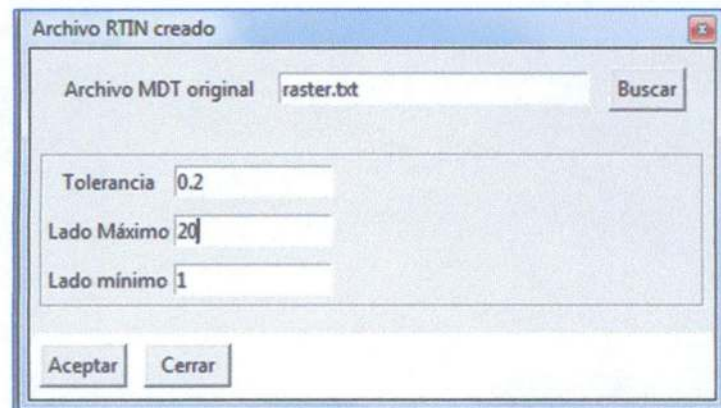 Archivo RTIN creado
Archivo MDT original raster.txt Buscar
Tolerancia 0.2
Lado Máximo 20
Lado mínimo 1
Aceptar Cerrar